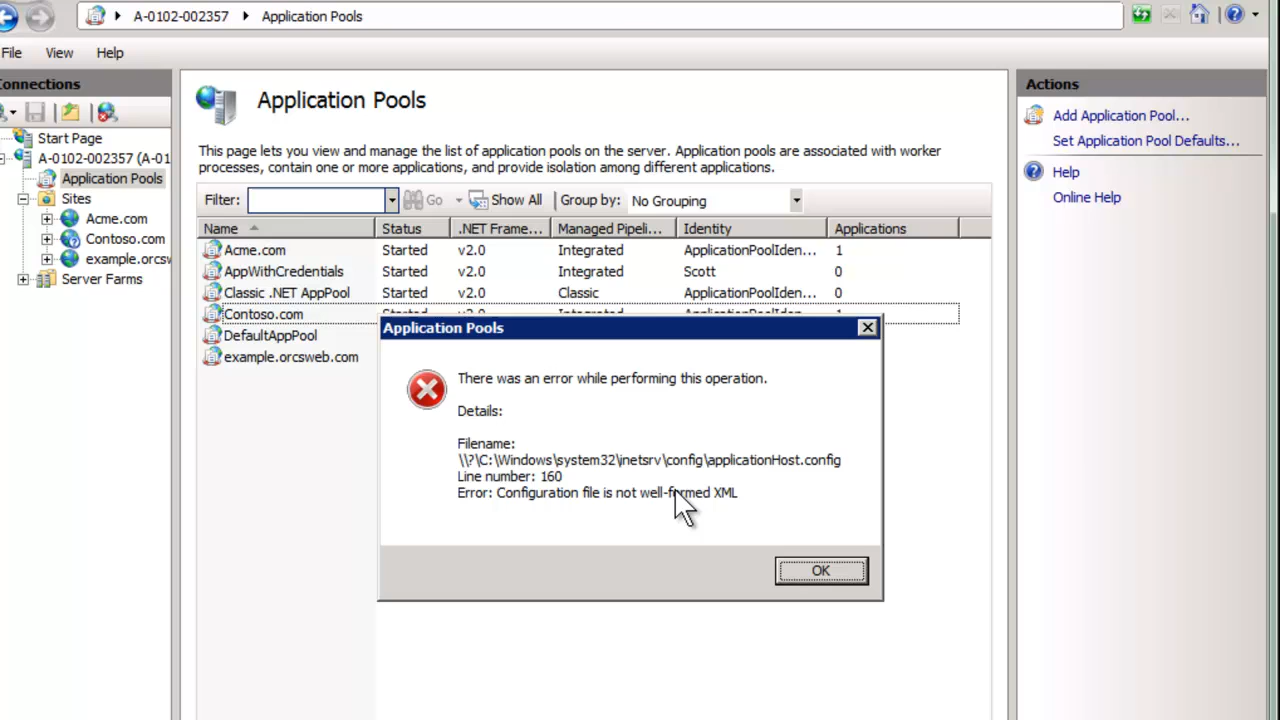 A-0102-002357 Application Pools
File View Help
Connections
Start Page
A-0102-002357 (A-01
Application Pools
Sites
Acme.com
Contoso.com
example.orcsw
Server Farms
Application Pools
This page lets you view and manage the list of application pools on the server. Application pools are associated with worker
processes, contain one or more applications, and provide isolation among different applications.
Filter: Go Show All Group by: No Grouping
Name Status .NET Frame... Managed Pipeli... Identity Applications
Acme.com Started v2.0 Integrated ApplicationPoolIden... 1
AppWithCredentials Started v2.0 Integrated Scott 0
Classic .NET AppPool Started v2.0 Classic ApplicationPoolIden... 0
Contoso.com
DefaultAppPool
example.orcsweb.com
Application Pools
There was an error while performing this operation.
Details:
Filename:
\\?\C:\Windows\system32\inetsrv\config\applicationHost.config
Line number: 160
Error: Configuration file is not well-formed XML
OK
Actions
Add Application Pool...
Set Application Pool Defaults...
Help
Online Help